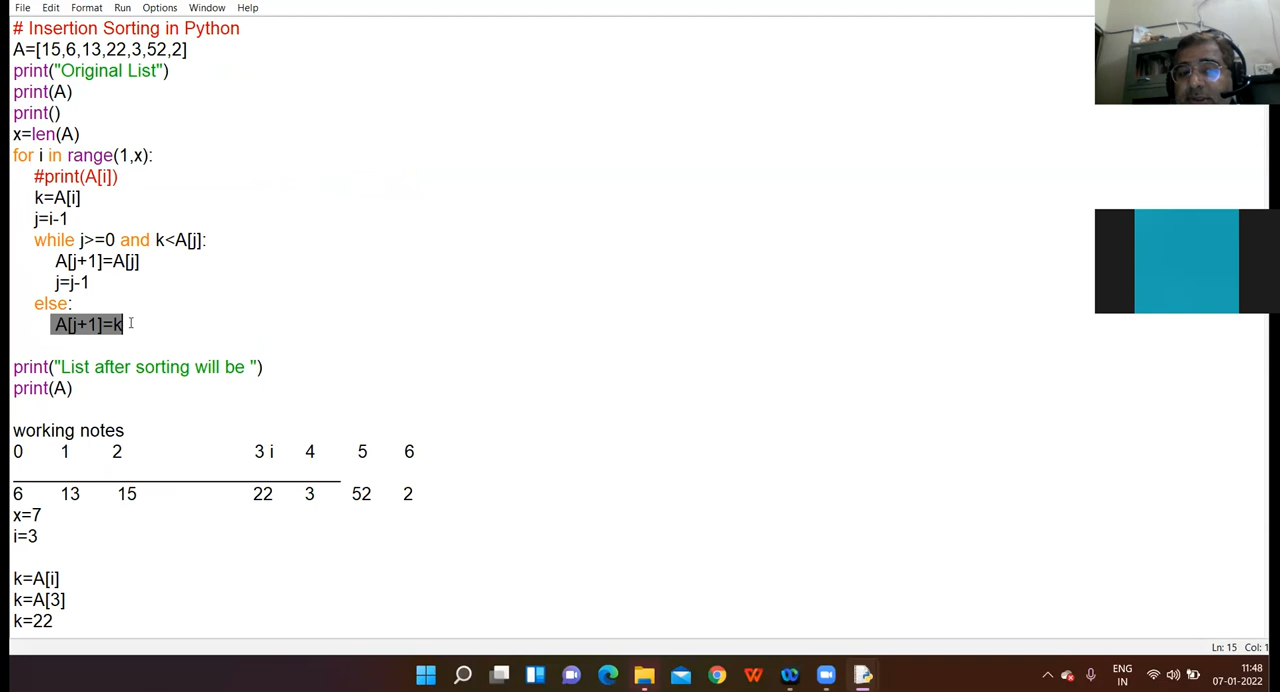 File Edit Format Run Options Window Help
# Insertion Sorting in Python
A=[15,6,13,22,3,52,2]
print("Original List")
print(A)
print()
x=len(A)
for i in range(1,x):
#print(A[i])
k=A[i]
j=i-1
while j>=0 and k<A[j]:
A[j+1]=A[j]
j=j-1
else:
A[j+1]=k
print("List after sorting will be ")
print(A)
working notes
0 1 2 3 i 4 5 6
6 13 15 22 3 52 2
x=7
i=3
k=A[i]
k=A[3]
k=22
Ln: 15 Col: 1
ENG
IN
11:48
07-01-2022